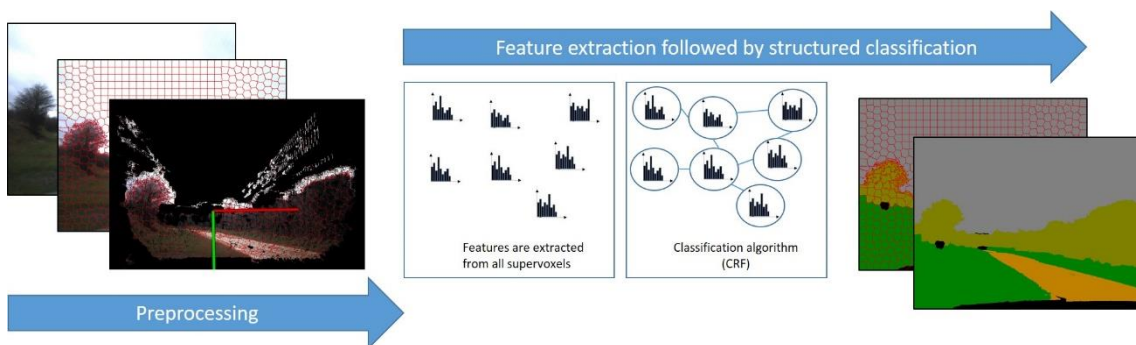 Feature extraction followed by structured classification
Features are extracted
from all supervoxels
Classification algorithm
(CRF)
Preprocessing